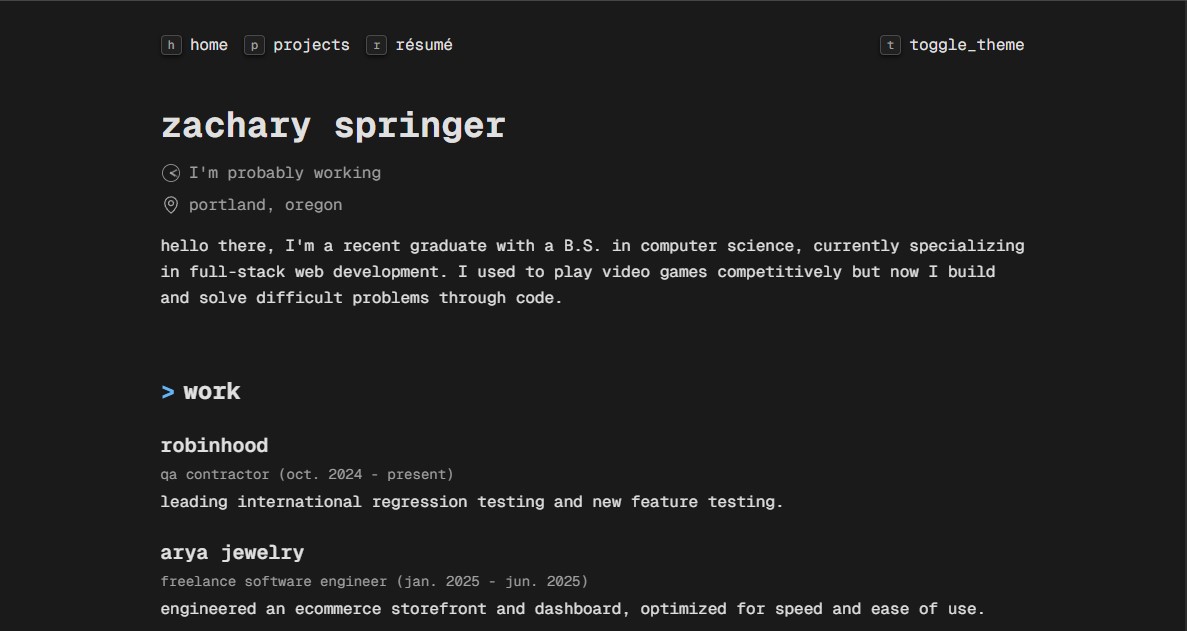 h home p projects r résumé t toggle_theme
zachary springer
I'm probably working
portland, oregon
hello there, I'm a recent graduate with a B.S. in computer science, currently specializing
in full-stack web development. I used to play video games competitively but now I build
and solve difficult problems through code.
> work
robinhood
qa contractor (oct. 2024 - present)
leading international regression testing and new feature testing.
arya jewelry
freelance software engineer (jan. 2025 - jun. 2025)
engineered an ecommerce storefront and dashboard, optimized for speed and ease of use.